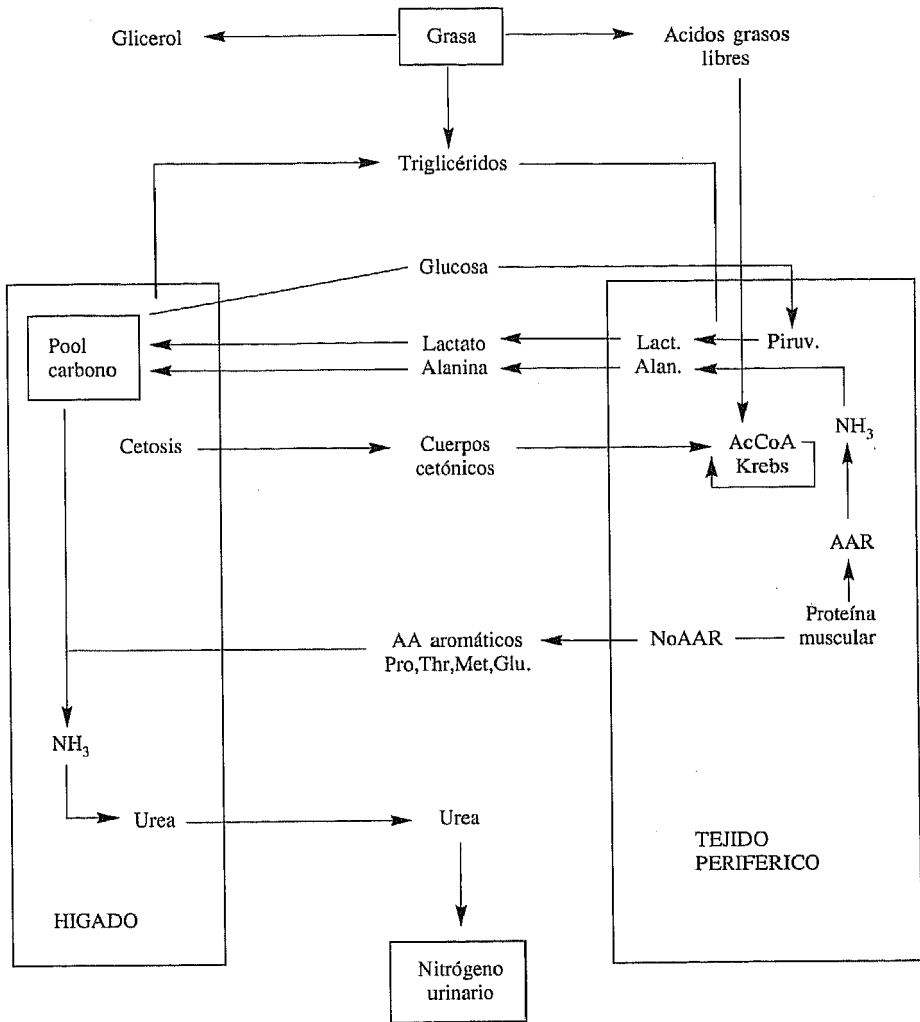 Glicerol
Grasa
Acidos grasos
libres
Triglicéridos
Glucosa
Pool
carbono
Lactato
Lact.
Piruv.
Alanina
Alan.
Cetosis
Cuerpos
cetónicos
AcCoA
Krebs
NH3
AAR
Proteína
muscular
NoAAR
AA aromáticos
Pro,Thr,Met,Glu.
NH3
Urea
Urea
TEJIDO
PERIFERICO
HIGADO
Nitrógeno
urinario